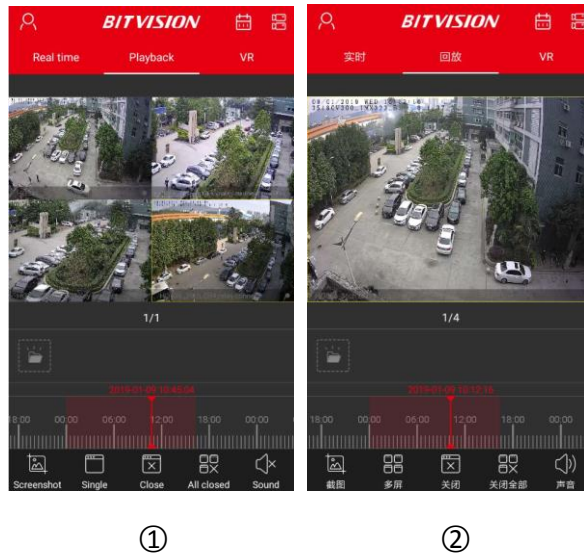 BITVISION
Real time Playback VR
1/1
2019-01-09 10:45:04
18:00 00:00 06:00 12:00 18:00 00:00
Screenshot Single Close All closed Sound
①
BITVISION
实时 回放 VR
1/4
18:00 00:00 06:00 12:00 18:00 00:00
截图 多屏 关闭 关闭全部 声音
②